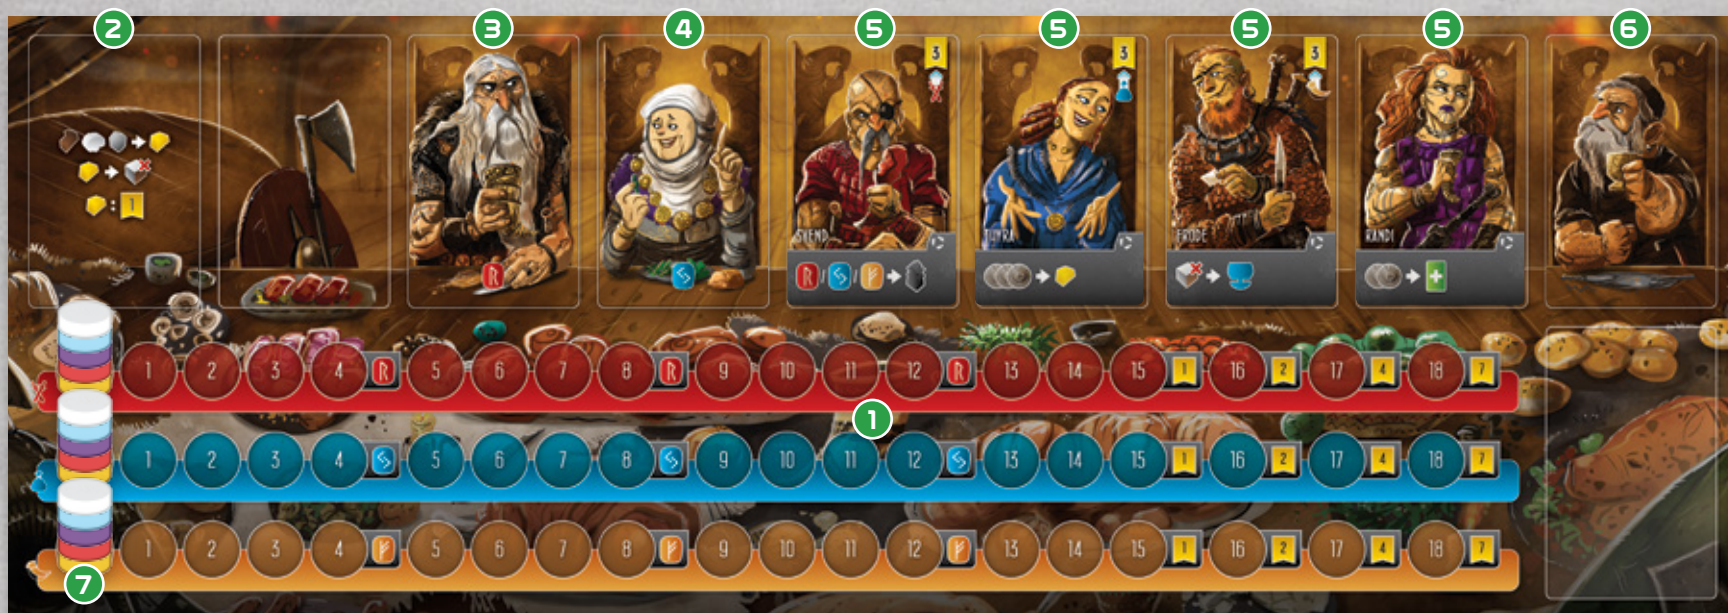 2 3 4 5 5 5 5 6
3 3 3
: 1
SVEND THYRA FRODE RANDI
ᚱ ᛃ
ᚱ / ᛃ / ᚠ
1 2 3 4 ᚱ 5 6 7 8 ᚱ 9 10 11 12 ᚱ 13 14 15 1 16 2 17 4 18 7
1
1 2 3 4 ᛃ 5 6 7 8 ᛃ 9 10 11 12 ᛃ 13 14 15 1 16 2 17 4 18 7
1 2 3 4 ᚠ 5 6 7 8 ᚠ 9 10 11 12 ᚠ 13 14 15 1 16 2 17 4 18 7
7